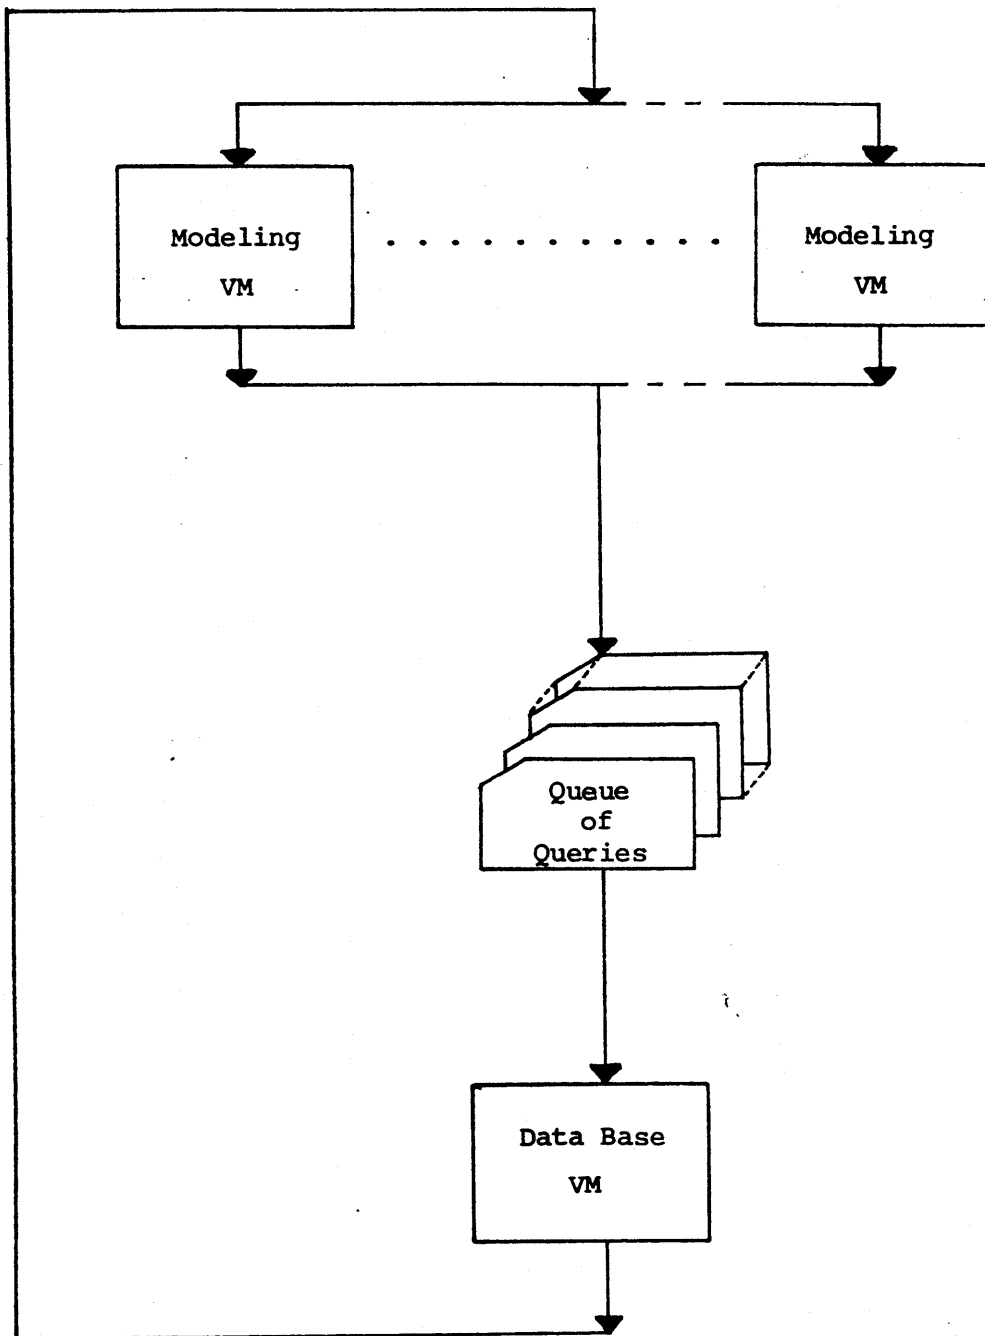 Modeling
VM
Modeling
VM
Queue
of
Queries
Data Base
VM